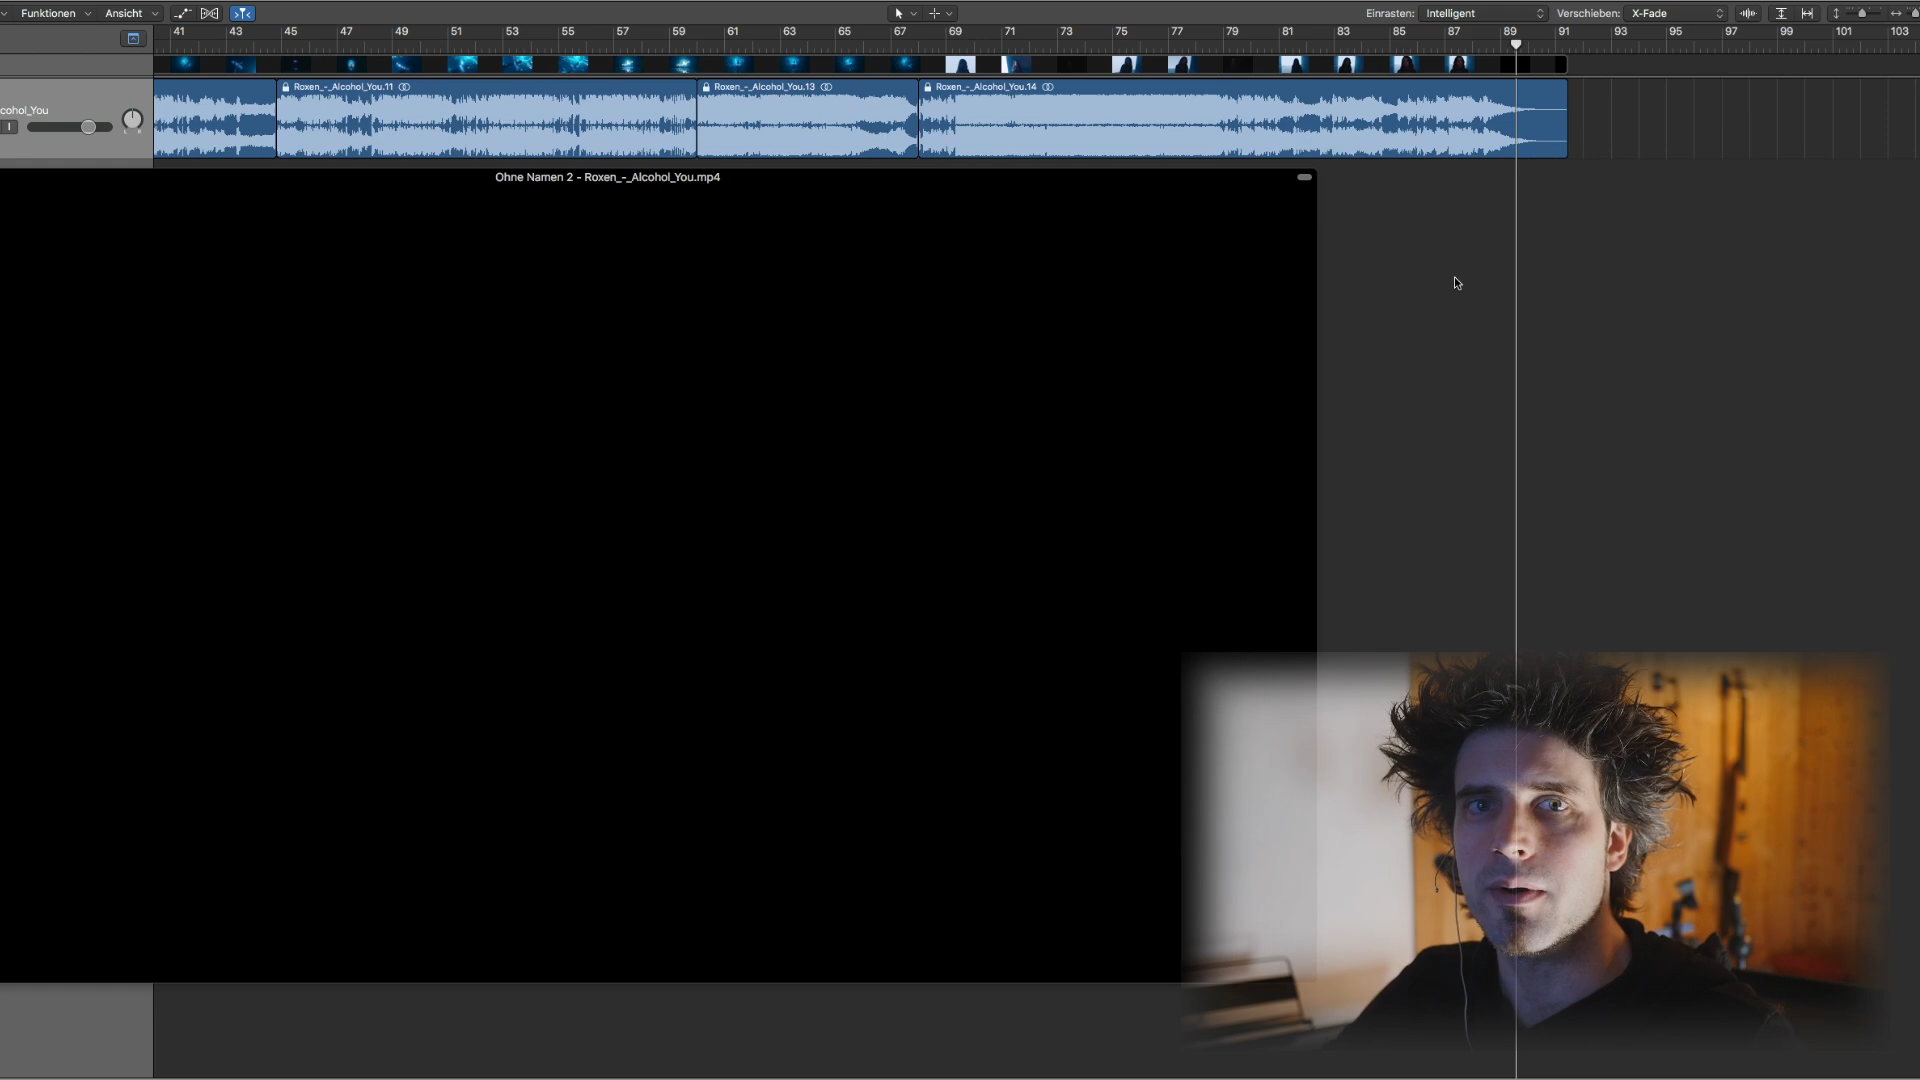 Funktionen Ansicht Einrasten: Intelligent Verschieben: X-Fade
41 43 45 47 49 51 53 55 57 59 61 63 65 67 69 71 73 75 77 79 81 83 85 87 89 91 93 95 97 99 101 103
Roxen_-_Alcohol_You.11 Roxen_-_Alcohol_You.13 Roxen_-_Alcohol_You.14
cohol_You
I
Ohne Namen 2 - Roxen_-_Alcohol_You.mp4